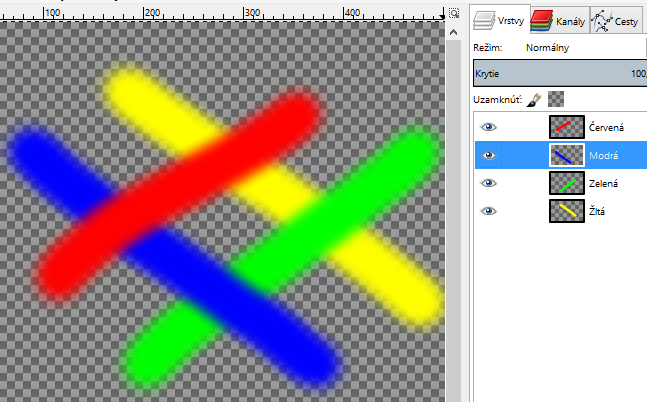 100 200 300 400
Vrstvy Kanály Cesty
Režim: Normálny
Krytie 100,
Uzamknúť:
Červená
Modrá
Zelená
Žltá